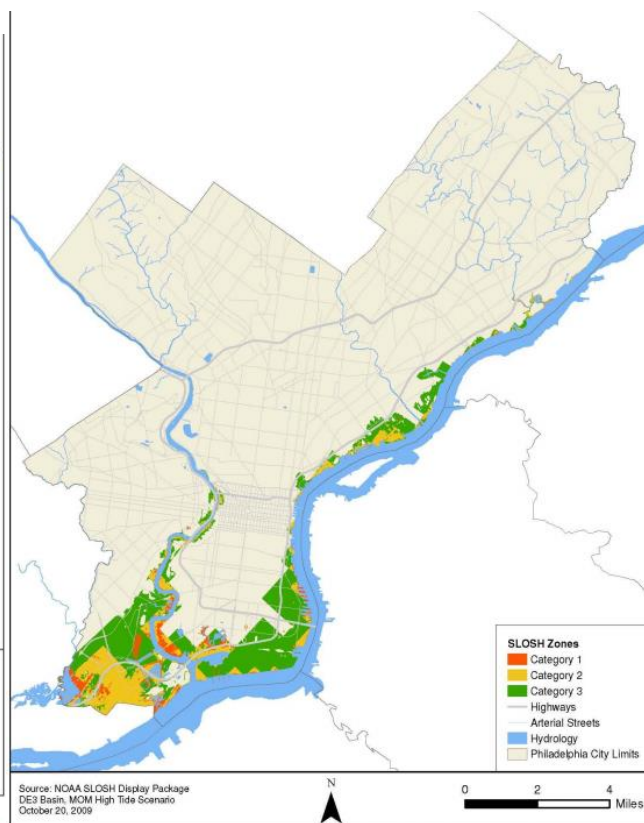 SLOSH Zones
Category 1
Category 2
Category 3
Highways
Arterial Streets
Hydrology
Philadelphia City Limits
Source: NOAA SLOSH Display Package
DE3 Basin, MOM High Tide Scenario
October 20, 2009
N
0 2 4
Miles